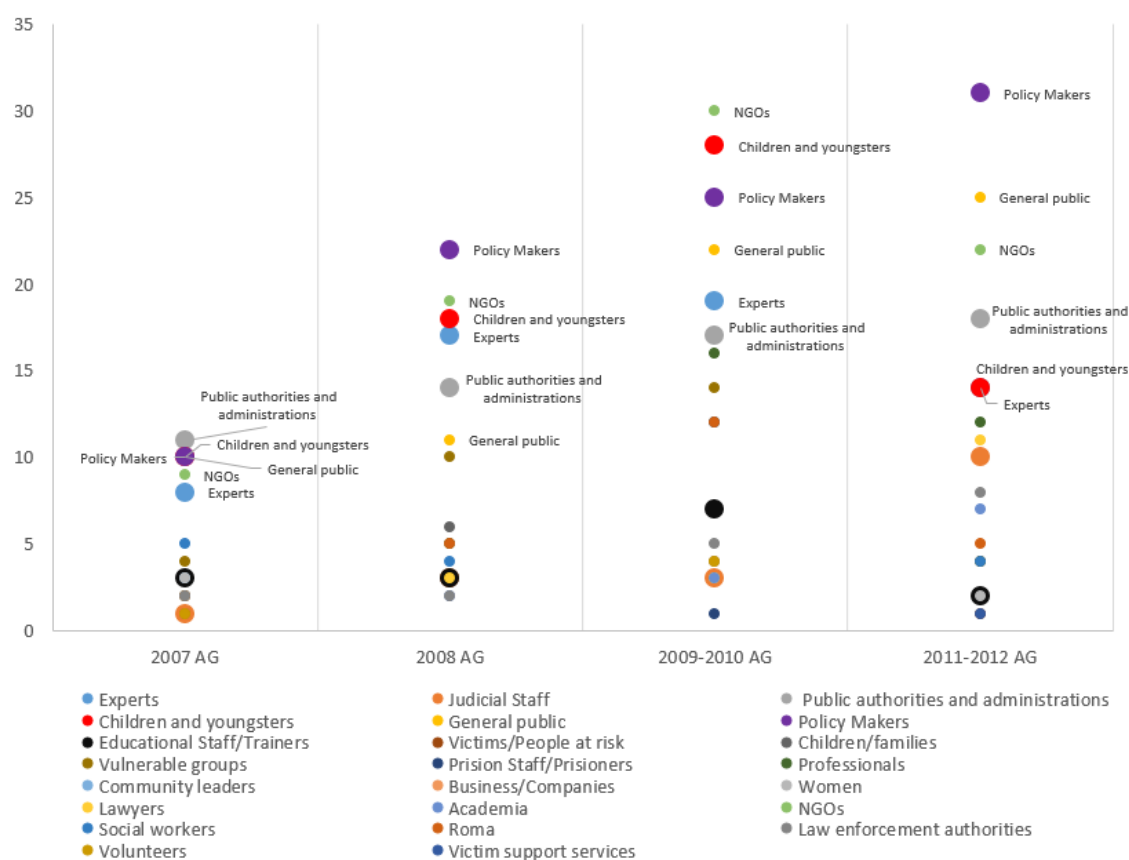 35
30
25
20
15
10
5
0
Public authorities and
administrations
Children and youngsters
Policy Makers
General public
NGOs
Experts
Policy Makers
NGOs
Children and youngsters
Experts
Public authorities and
administrations
General public
NGOs
Children and youngsters
Policy Makers
General public
Experts
Public authorities and
administrations
Policy Makers
General public
NGOs
Public authorities and
administrations
Children and youngsters
Experts
2007 AG 2008 AG 2009-2010 AG 2011-2012 AG
Experts Judicial Staff Public authorities and administrations
Children and youngsters General public Policy Makers
Educational Staff/Trainers Victims/People at risk Children/families
Vulnerable groups Prision Staff/Prisioners Professionals
Community leaders Business/Companies Women
Lawyers Academia NGOs
Social workers Roma Law enforcement authorities
Volunteers Victim support services